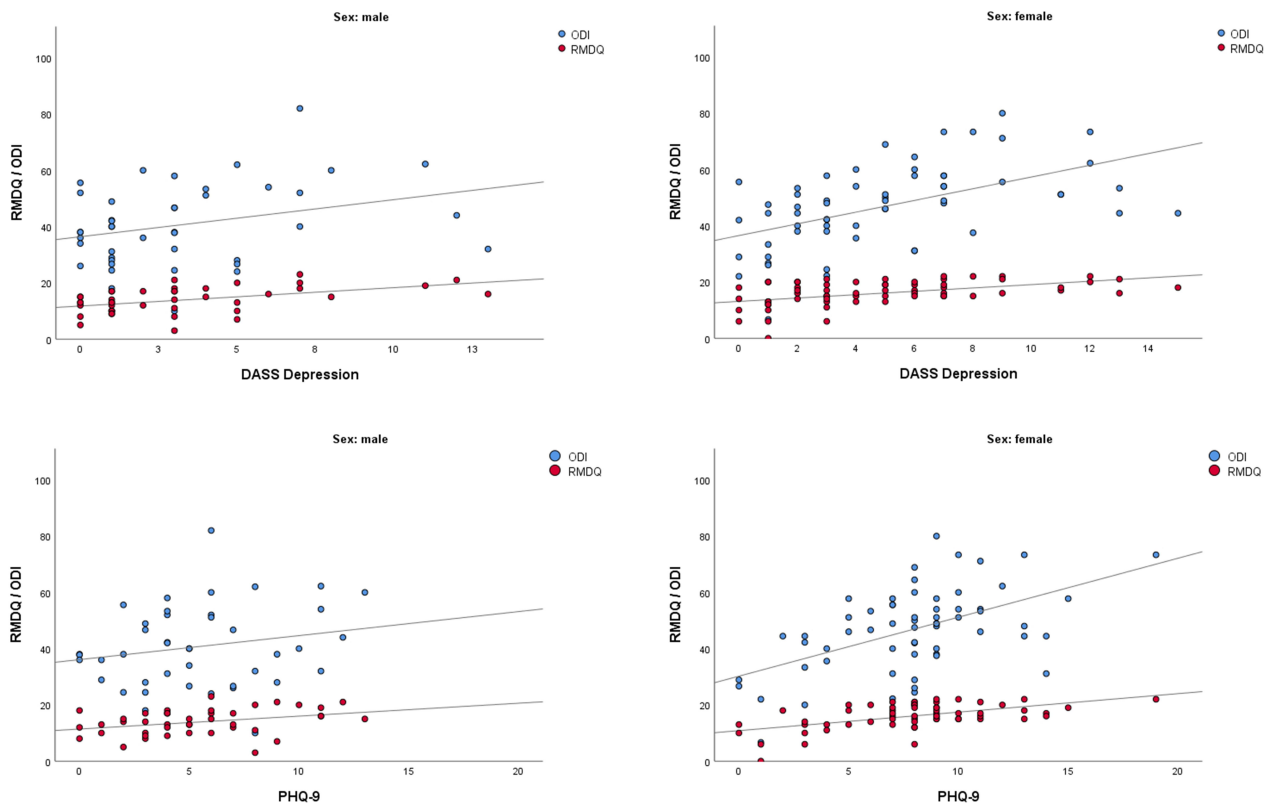 Sex: male
ODI
RMDQ
100
80
60
40
20
0
RMDQ / ODI
0 3 5 8 10 13
DASS Depression
Sex: female
ODI
RMDQ
100
80
60
40
20
0
RMDQ / ODI
0 2 4 6 8 10 12 14
DASS Depression
Sex: male
ODI
RMDQ
100
80
60
40
20
0
RMDQ / ODI
0 5 10 15 20
PHQ-9
Sex: female
ODI
RMDQ
100
80
60
40
20
0
RMDQ / ODI
0 5 10 15 20
PHQ-9